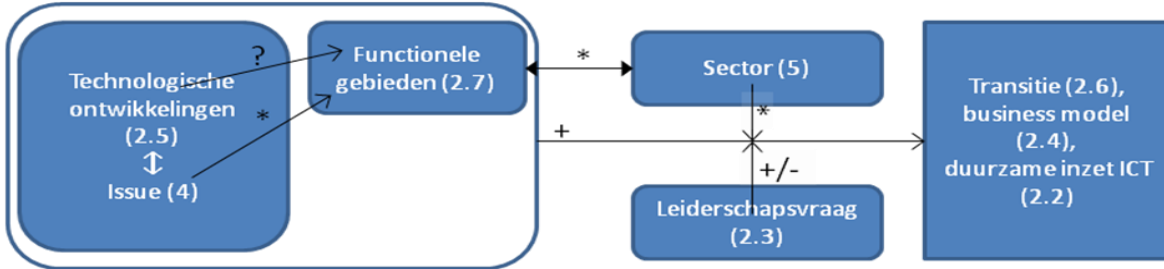 Technologische
ontwikkelingen
(2.5)
Issue (4)
?
*
Functionele
gebieden (2.7)
*
+
Sector (5)
*
+/-
Leiderschapsvraag
(2.3)
Transitie (2.6),
business model
(2.4),
duurzame inzet ICT
(2.2)